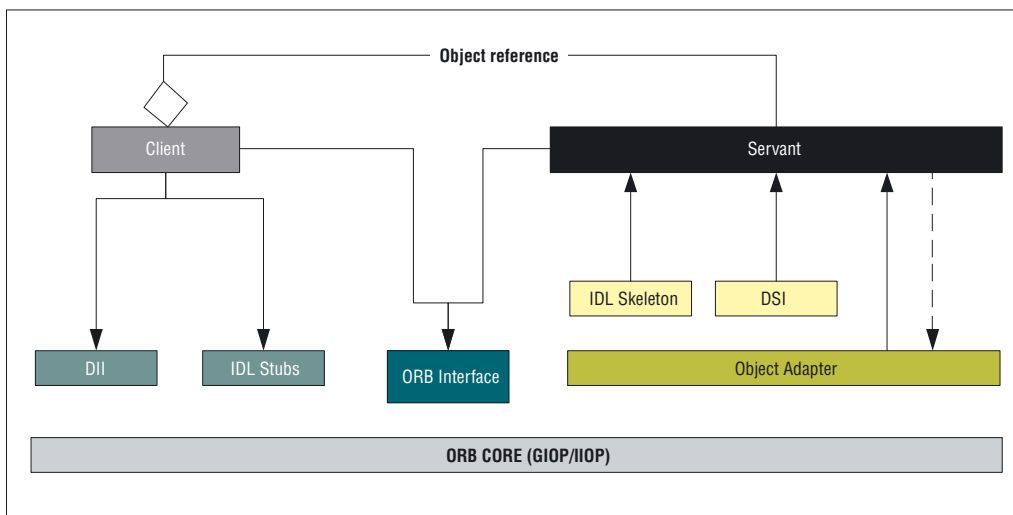 Object reference
Client
Servant
IDL Skeleton
DSI
DII
IDL Stubs
ORB Interface
Object Adapter
ORB CORE (GIOP/IIOP)